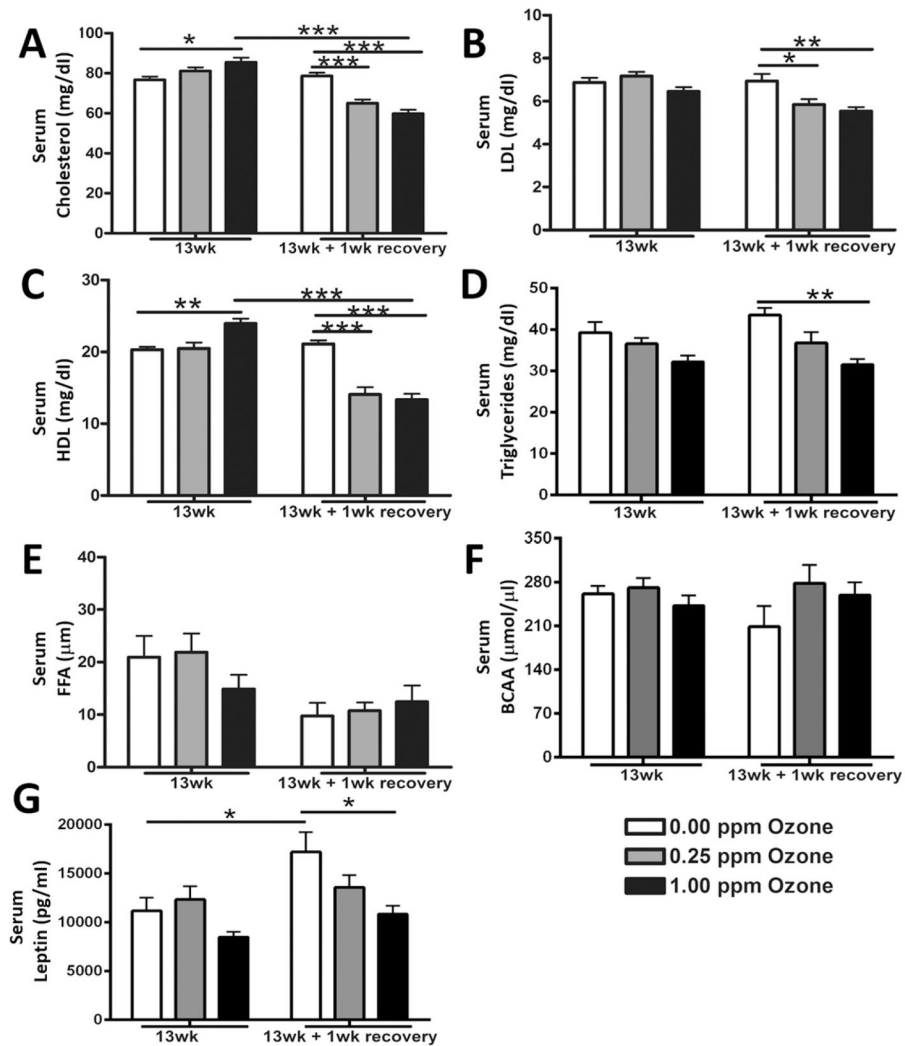 A
Serum
Cholesterol (mg/dl)
100
80
60
40
20
0
*
***
***
***
13wk
13wk + 1wk recovery
B
Serum
LDL (mg/dl)
10
8
6
4
2
0
**
*
13wk
13wk + 1wk recovery
C
Serum
HDL (mg/dl)
30
20
10
0
**
***
***
***
13wk
13wk + 1wk recovery
D
Serum
Triglycerides (mg/dl)
50
40
30
20
10
0
**
13wk
13wk + 1wk recovery
E
Serum
FFA (μm)
40
30
20
10
0
13wk
13wk + 1wk recovery
F
Serum
BCAA (μmol/μl)
350
280
210
140
70
0
13wk
13wk + 1wk recovery
G
Serum
Leptin (pg/ml)
20000
15000
10000
5000
0
*
*
13wk
13wk + 1wk recovery
0.00 ppm Ozone
0.25 ppm Ozone
1.00 ppm Ozone